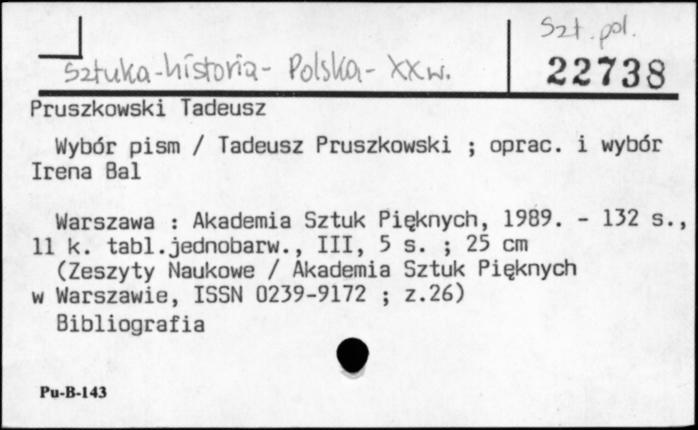 Szt. pol.
Sztuka-historia- Polska- XXw.
22738
Pruszkowski Tadeusz
Wybór pism / Tadeusz Pruszkowski ; oprac. i wybór
Irena Bal
Warszawa : Akademia Sztuk Pięknych, 1989. - 132 s.,
11 k. tabl.jednobarw., III, 5 s. ; 25 cm
(Zeszyty Naukowe / Akademia Sztuk Pięknych
w Warszawie, ISSN 0239-9172 ; z.26)
Bibliografia
Pu-B-143